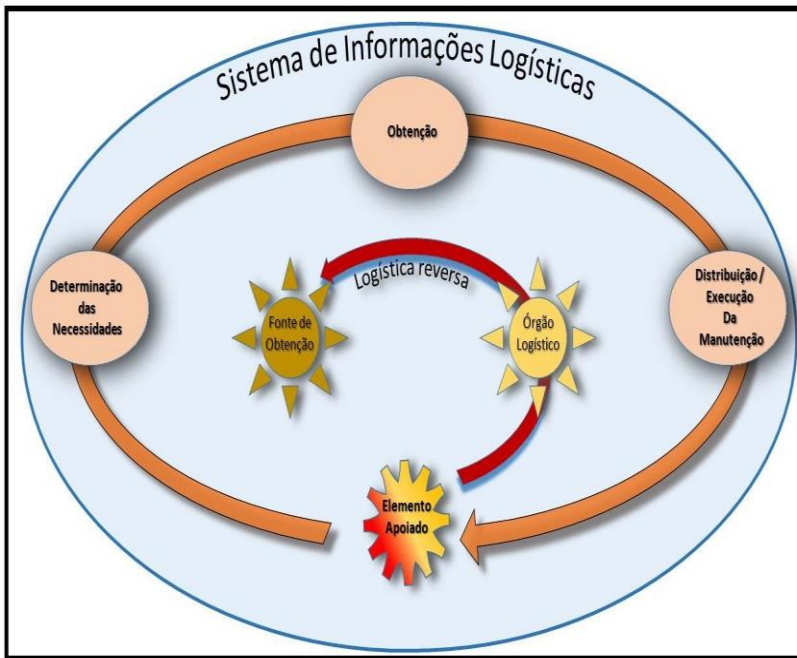 Sistema de Informações Logísticas
Obtenção
Determinação
das
Necessidades
Distribuição /
Execução
Da
Manutenção
Logística reversa
Fonte de
Obtenção
Órgão
Logístico
Elemento
Apoiado